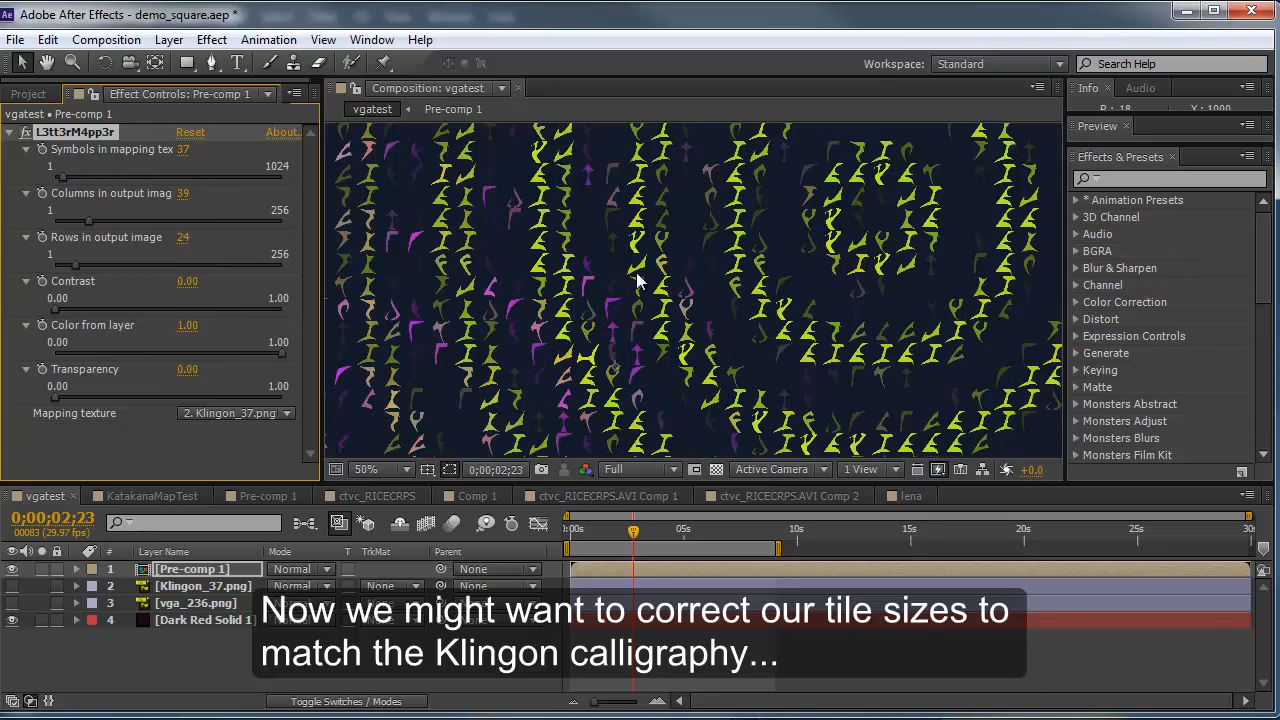 Adobe After Effects - demo_square.aep *
File Edit Composition Layer Effect Animation View Window Help
Workspace: Standard Search Help
Project Effect Controls: Pre-comp 1 Composition: vgatest Info Audio
vgatest • Pre-comp 1 vgatest Pre-comp 1
fx L3tt3rM4pp3r Reset About...
Symbols in mapping tex 37
1 1024
Columns in output imag 39
1 256
Rows in output image 24
1 256
Contrast 0.00
0.00 1.00
Color from layer 1.00
0.00 1.00
Transparency 0.00
0.00 1.00
Mapping texture 2. Klingon_37.png
Preview
Effects & Presets
* Animation Presets
3D Channel
Audio
BGRA
Blur & Sharpen
Channel
Color Correction
Distort
Expression Controls
Generate
Keying
Matte
Monsters Abstract
Monsters Adjust
Monsters Blurs
Monsters Film Kit
50% 0;00;02;23 Full Active Camera 1 View +0.0
vgatest KatakanaMapTest Pre-comp 1 ctvc_RICECRPS Comp 1 ctvc_RICECRPS.AVI Comp 1 ctvc_RICECRPS.AVI Comp 2 lena
0;00;02;23
00083 (29.97 fps)
:00s 05s 10s 15s 20s 25s 30s
# Layer Name Mode T TrkMat Parent
1 [Pre-comp 1] Normal None
2 [Klingon_37.png] Normal None None
3 [vga_236.png]
4 [Dark Red Solid 1]
Now we might want to correct our tile sizes to
match the Klingon calligraphy...
Toggle Switches / Modes